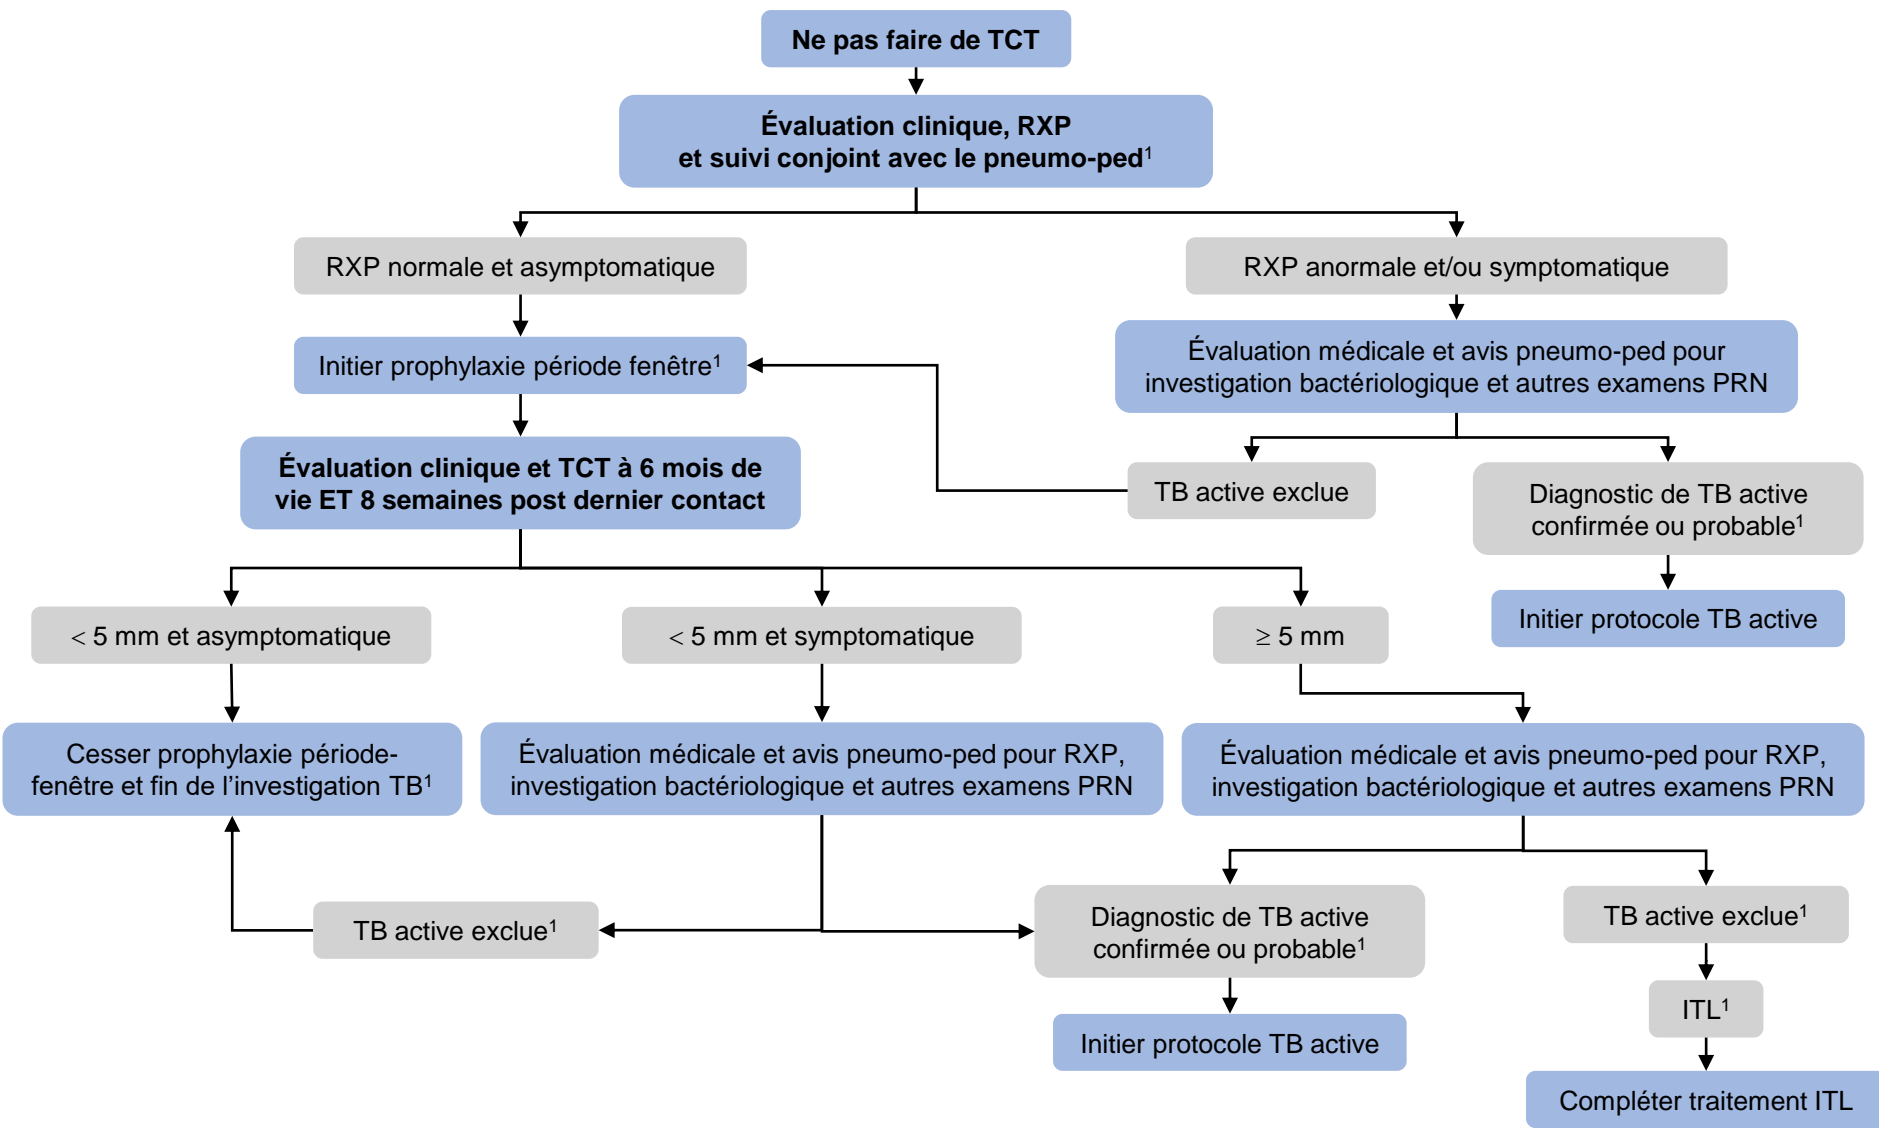 Ne pas faire de TCT
Évaluation clinique, RXP
et suivi conjoint avec le pneumo-ped¹
RXP normale et asymptomatique
RXP anormale et/ou symptomatique
Initier prophylaxie période fenêtre¹
Évaluation médicale et avis pneumo-ped pour
investigation bactériologique et autres examens PRN
Évaluation clinique et TCT à 6 mois de
vie ET 8 semaines post dernier contact
TB active exclue
Diagnostic de TB active
confirmée ou probable¹
Initier protocole TB active
< 5 mm et asymptomatique
< 5 mm et symptomatique
≥ 5 mm
Cesser prophylaxie période-
fenêtre et fin de l’investigation TB¹
Évaluation médicale et avis pneumo-ped pour RXP,
investigation bactériologique et autres examens PRN
Évaluation médicale et avis pneumo-ped pour RXP,
investigation bactériologique et autres examens PRN
TB active exclue¹
Diagnostic de TB active
confirmée ou probable¹
TB active exclue¹
ITL¹
Initier protocole TB active
Compléter traitement ITL